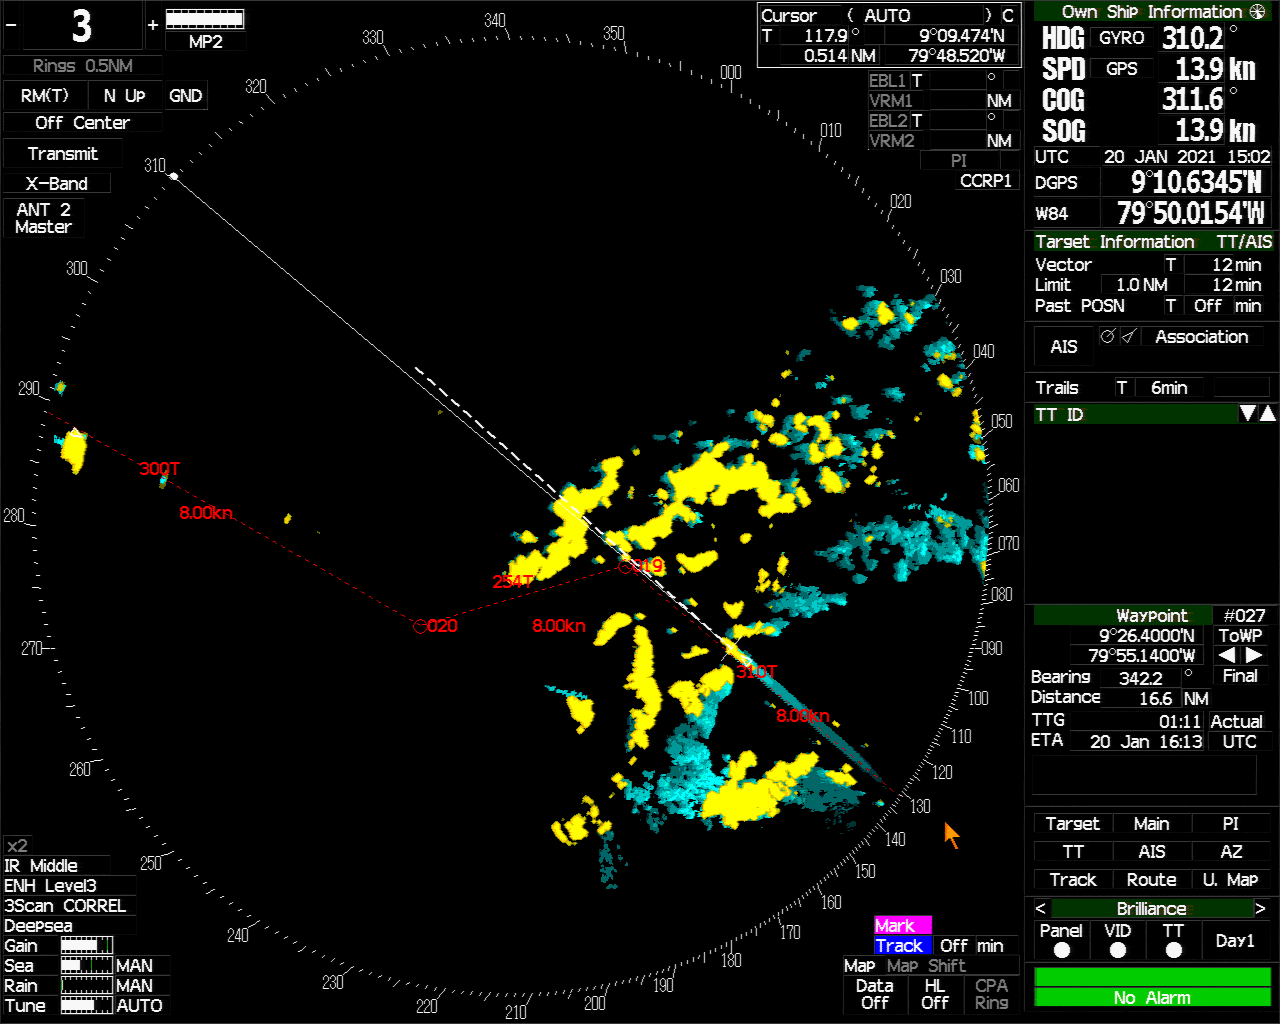 − 3 +
MP2
Rings 0.5NM
RM(T) N Up GND
Off Center
Transmit
X-Band
ANT 2
Master
Cursor ( AUTO ) C
T 117.9 ° 9°09.474'N
0.514 NM 79°48.520'W
EBL1 T °
VRM1 NM
EBL2 T °
VRM2 NM
PI
CCRP1
340
350
000
010
020
030
040
050
060
070
080
090
100
110
120
130
140
150
160
170
180
190
200
210
220
230
240
250
260
270
280
290
300
310
320
330
300T
8.00kn
254T
020
8.00kn
019
310T
8.00kn
x2
IR Middle
ENH Level3
3Scan CORREL
Deepsea
Gain
Sea MAN
Rain MAN
Tune AUTO
Mark
Track Off min
Map Map Shift
Data Off
HL Off
CPA Ring
Own Ship Information
HDG GYRO 310.2 °
SPD GPS 13.9 kn
COG 311.6 °
SOG 13.9 kn
UTC 20 JAN 2021 15:02
DGPS 9°10.6345'N
W84 79°50.0154'W
Target Information TT/AIS
Vector T 12 min
Limit 1.0 NM 12 min
Past POSN T Off min
AIS Association
Trails T 6min
TT ID ▼▲
Waypoint #027
9°26.4000'N ToWP
79°55.1400'W ◀ ▶
Bearing 342.2 ° Final
Distance 16.6 NM
TTG 01:11 Actual
ETA 20 Jan 16:13 UTC
Target Main PI
TT AIS AZ
Track Route U. Map
< Brilliance >
Panel VID TT Day1
No Alarm